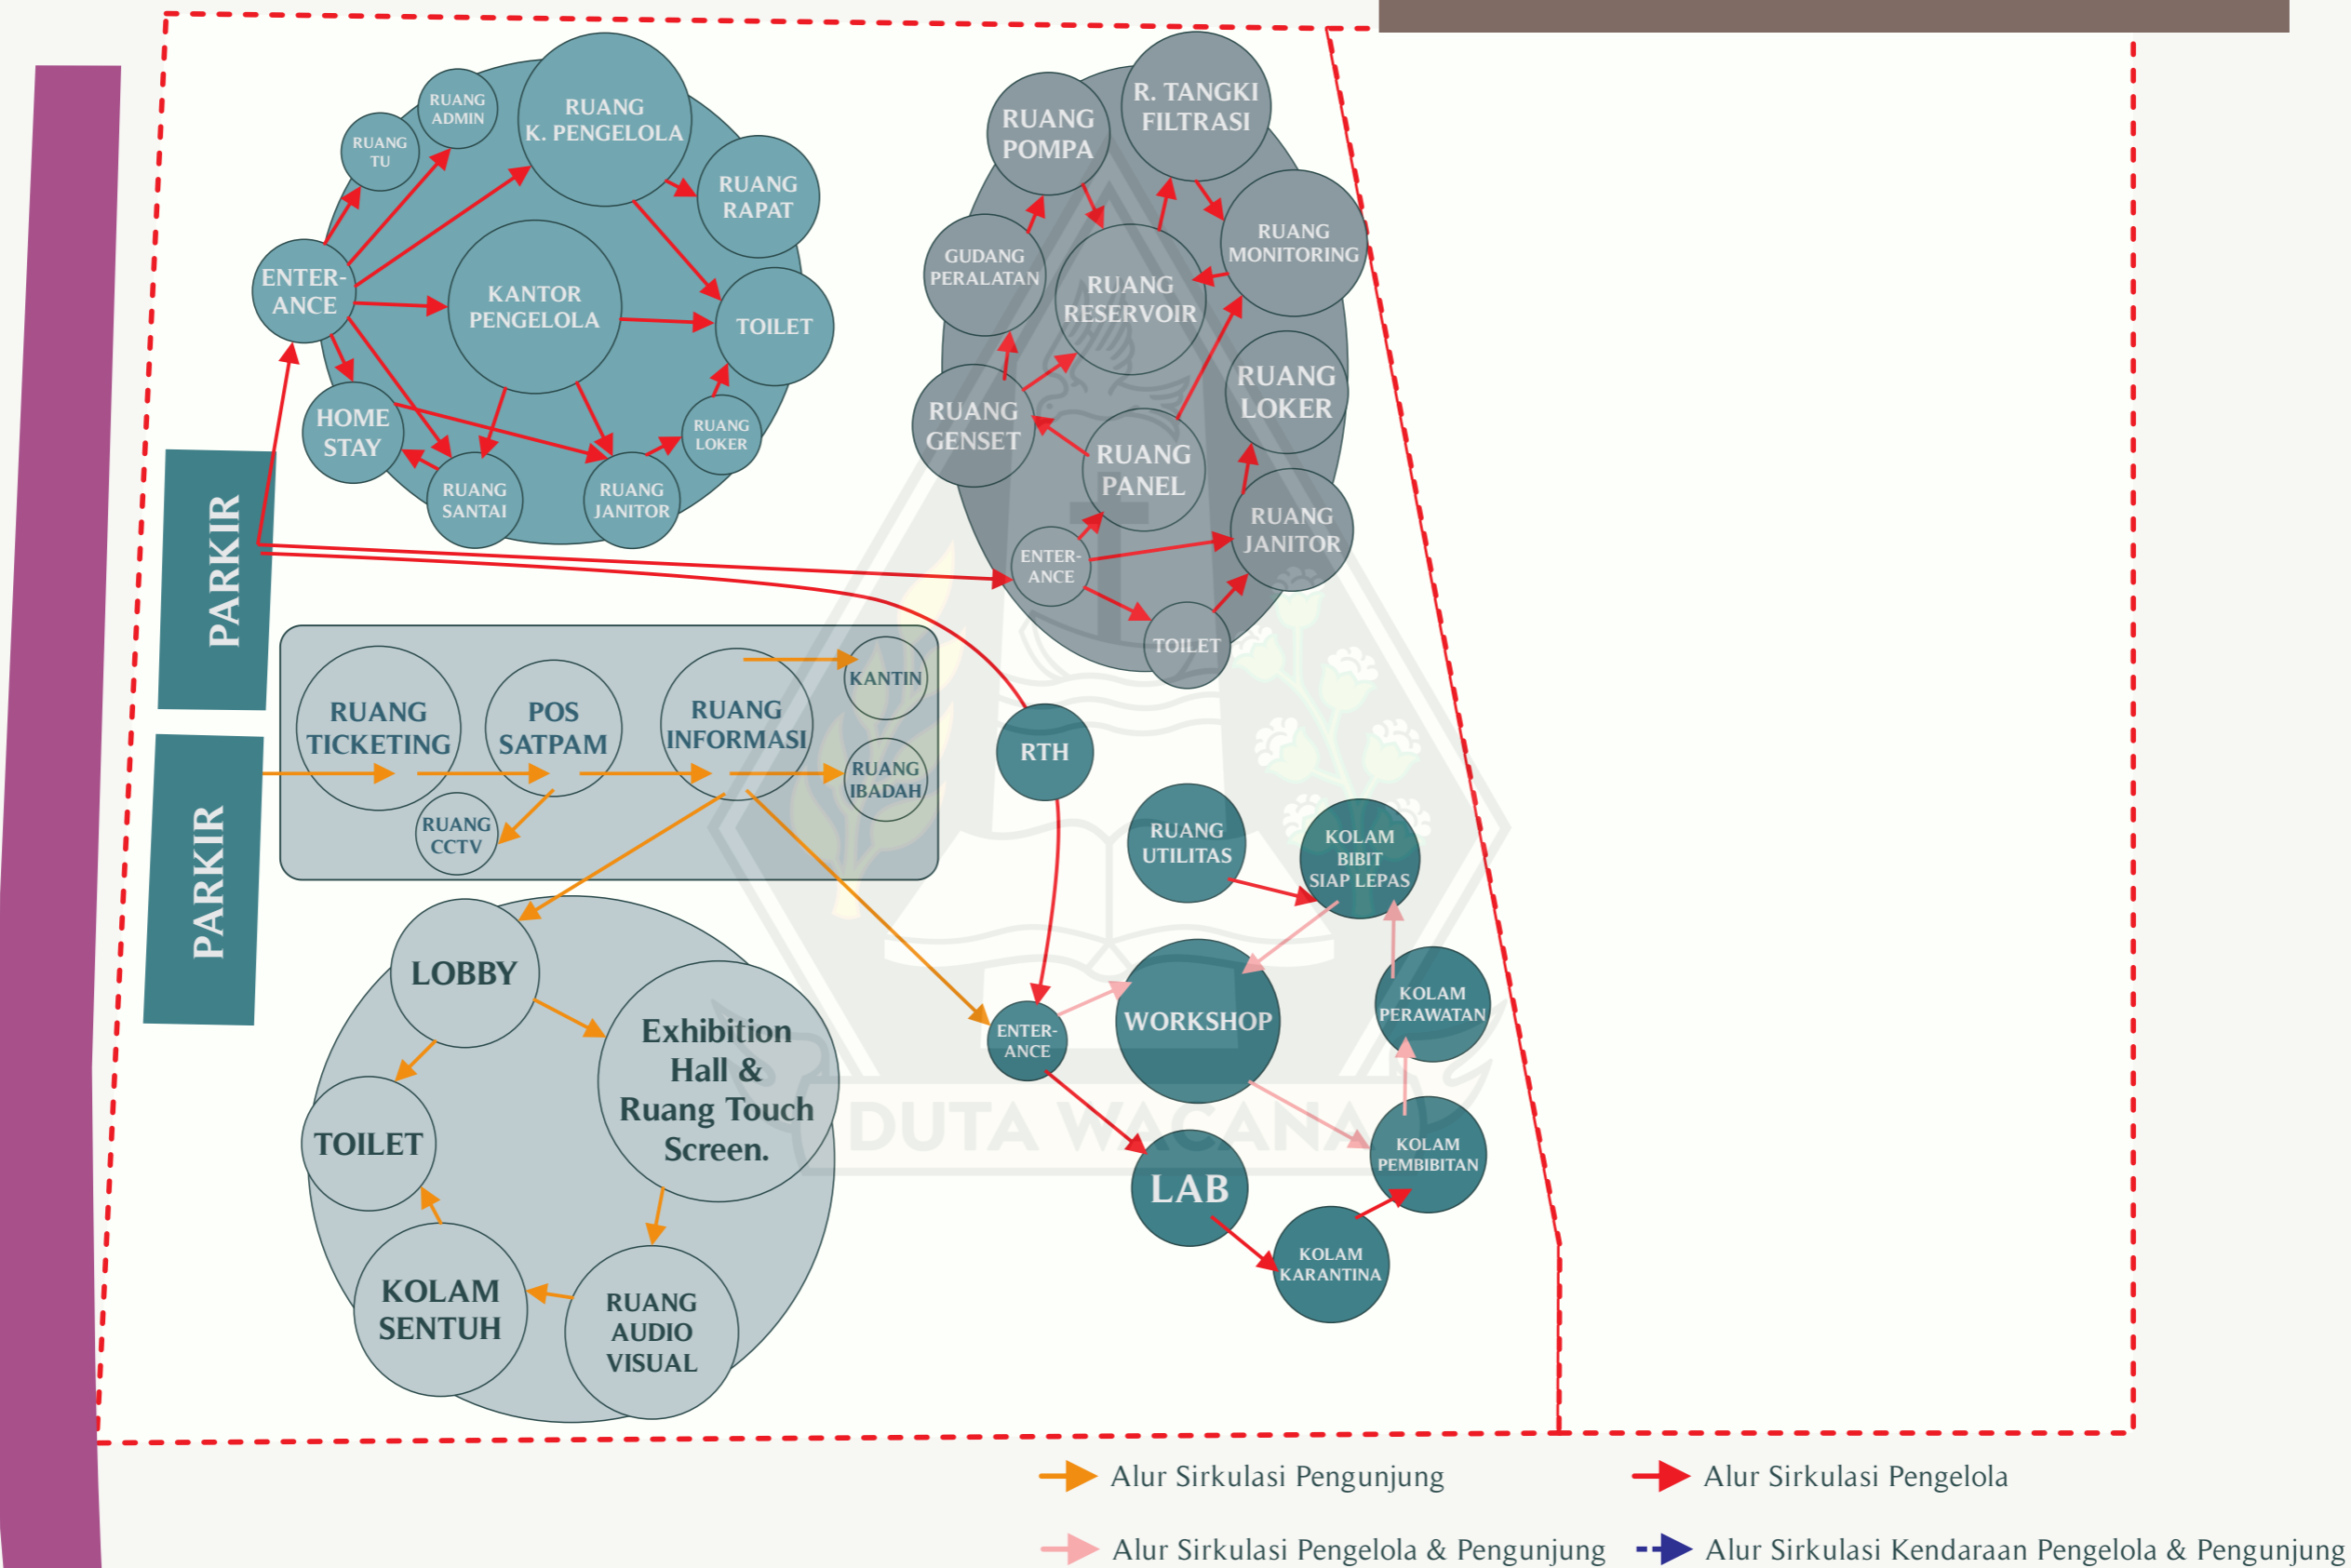 RUANG
ADMIN
RUANG
TU
RUANG
K. PENGELOLA
RUANG
RAPAT
ENTER-
ANCE
KANTOR
PENGELOLA
TOILET
HOME
STAY
RUANG
SANTAI
RUANG
JANITOR
RUANG
LOKER
RUANG
POMPA
R. TANGKI
FILTRASI
GUDANG
PERALATAN
RUANG
RESERVOIR
RUANG
MONITORING
RUANG
GENSET
RUANG
PANEL
RUANG
LOKER
ENTER-
ANCE
RUANG
JANITOR
TOILET
PARKIR
PARKIR
RUANG
TICKETING
POS
SATPAM
RUANG
INFORMASI
KANTIN
RUANG
IBADAH
RUANG
CCTV
RTH
RUANG
UTILITAS
KOLAM
BIBIT
SIAP LEPAS
ENTER-
ANCE
WORKSHOP
KOLAM
PERAWATAN
KOLAM
PEMBIBITAN
LAB
KOLAM
KARANTINA
LOBBY
Exhibition
Hall &
Ruang Touch
Screen.
TOILET
KOLAM
SENTUH
RUANG
AUDIO
VISUAL
DUTA WACANA
Alur Sirkulasi Pengunjung
Alur Sirkulasi Pengelola
Alur Sirkulasi Pengelola & Pengunjung
Alur Sirkulasi Kendaraan Pengelola & Pengunjung